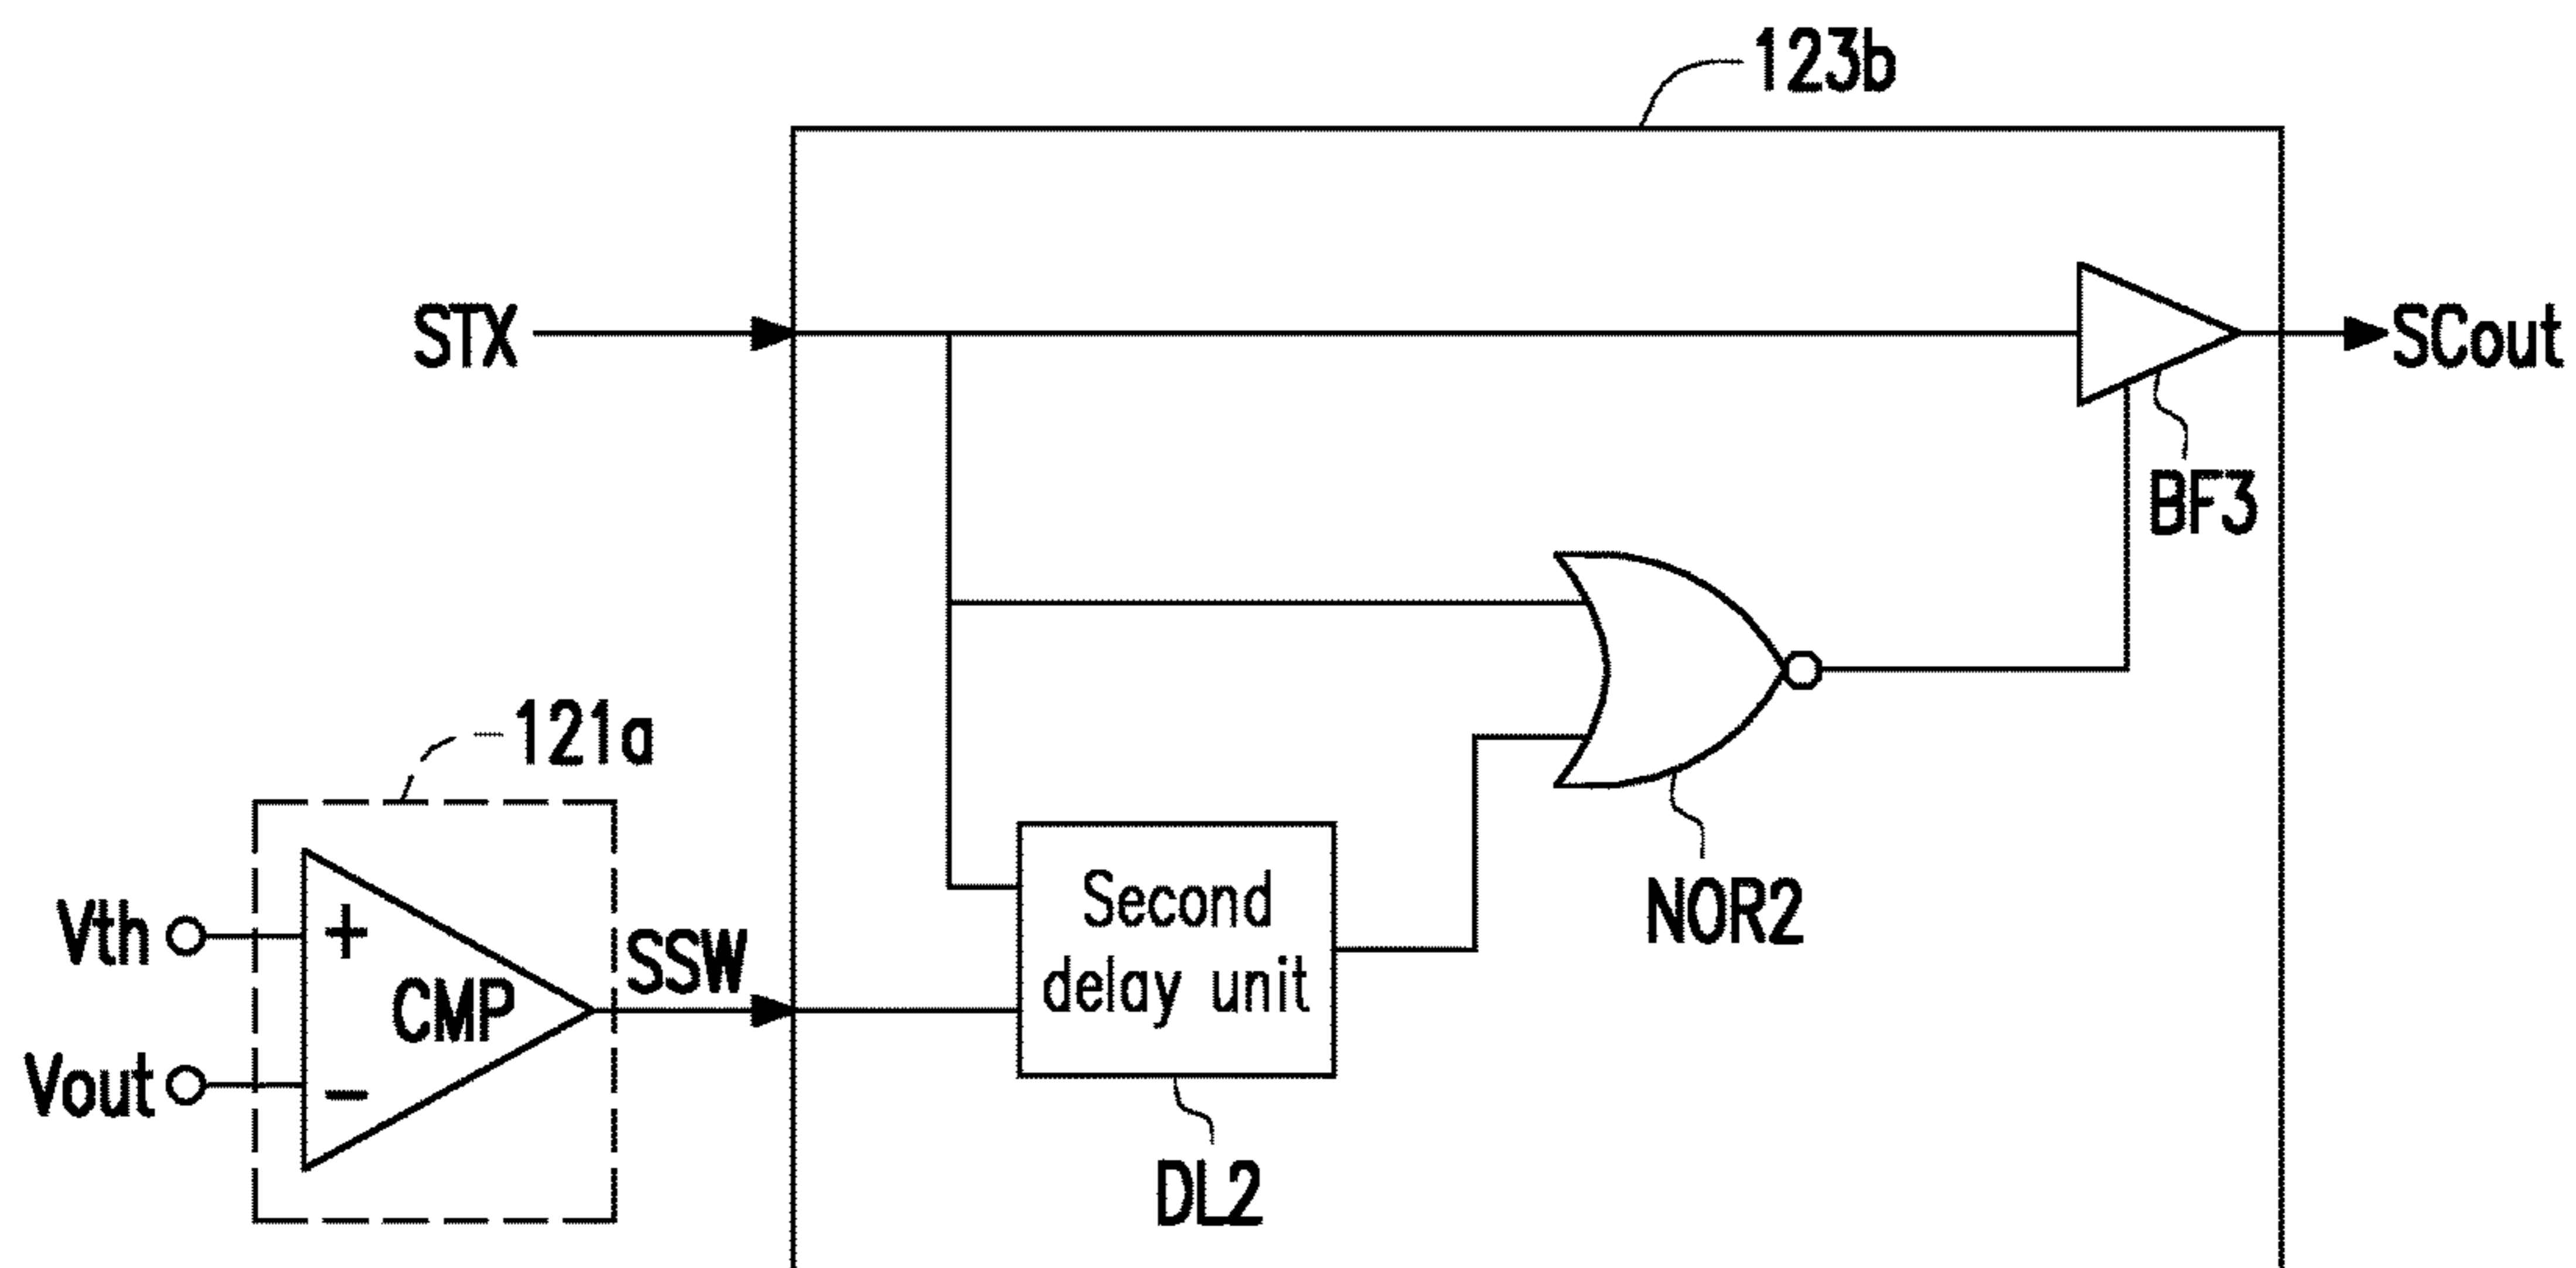 123b
STX
SCout
BF3
121a
Vth
+
CMP
SSW
Second
delay unit
NOR2
Vout
−
DL2